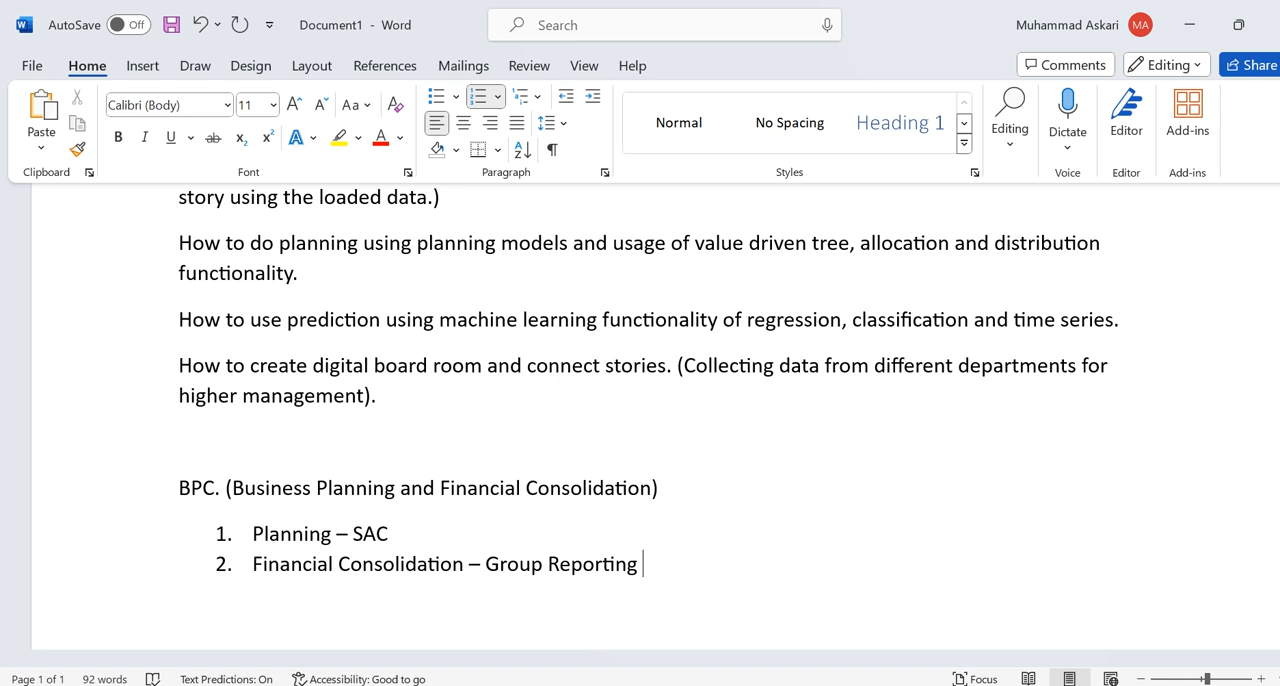 AutoSave Off Document1 - Word Search Muhammad Askari MA
File Home Insert Draw Design Layout References Mailings Review View Help Comments Editing Share
Paste
Clipboard
Calibri (Body) 11
Font
Paragraph
Normal No Spacing Heading 1
Styles
Editing
Dictate
Voice
Editor
Editor
Add-ins
Add-ins
story using the loaded data.)
How to do planning using planning models and usage of value driven tree, allocation and distribution
functionality.
How to use prediction using machine learning functionality of regression, classification and time series.
How to create digital board room and connect stories. (Collecting data from different departments for
higher management).
BPC. (Business Planning and Financial Consolidation)
1. Planning – SAC
2. Financial Consolidation – Group Reporting
Page 1 of 1 92 words Text Predictions: On Accessibility: Good to go Focus